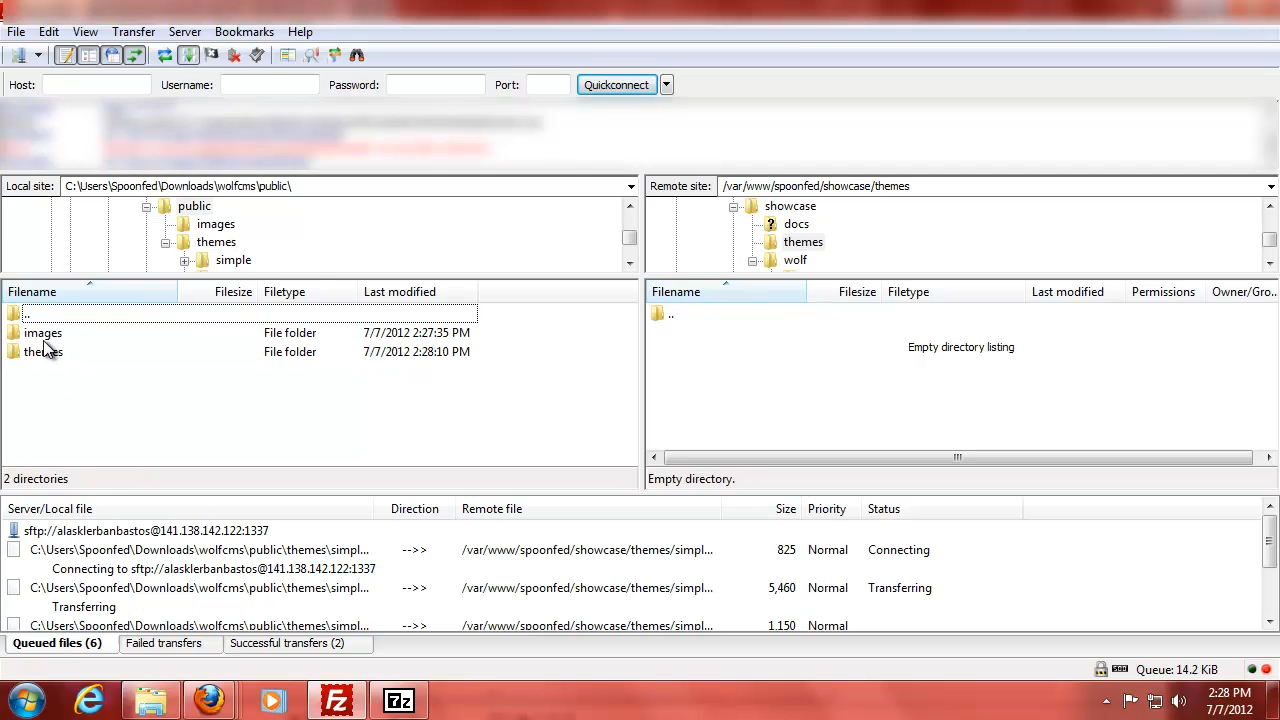 File Edit View Transfer Server Bookmarks Help
Host: Username: Password: Port: Quickconnect
Local site: C:\Users\Spoonfed\Downloads\wolfcms\public\ Remote site: /var/www/spoonfed/showcase/themes
public showcase
images docs
themes themes
simple wolf
Filename Filesize Filetype Last modified Filename Filesize Filetype Last modified Permissions Owner/Gro...
.. ..
images File folder 7/7/2012 2:27:35 PM
Empty directory listing
themes File folder 7/7/2012 2:28:10 PM
2 directories Empty directory.
Server/Local file Direction Remote file Size Priority Status
sftp://alasklerbanbastos@141.138.142.122:1337
C:\Users\Spoonfed\Downloads\wolfcms\public\themes\simpl... -->> /var/www/spoonfed/showcase/themes/simpl... 825 Normal Connecting
Connecting to sftp://alasklerbanbastos@141.138.142.122:1337
C:\Users\Spoonfed\Downloads\wolfcms\public\themes\simpl... -->> /var/www/spoonfed/showcase/themes/simpl... 5,460 Normal Transferring
Transferring
C:\Users\Spoonfed\Downloads\wolfcms\public\themes\simpl... -->> /var/www/spoonfed/showcase/themes/simpl... 1,150 Normal
Queued files (6) Failed transfers Successful transfers (2)
Queue: 14.2 KiB
Fz 7z 2:28 PM
7/7/2012